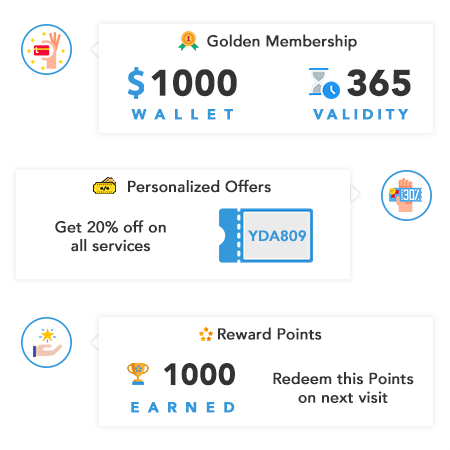 Golden Membership
$1000
WALLET
365
VALIDITY
Personalized Offers
Get 20% off on
all services
YDA809
30%
Reward Points
1000
EARNED
Redeem this Points
on next visit